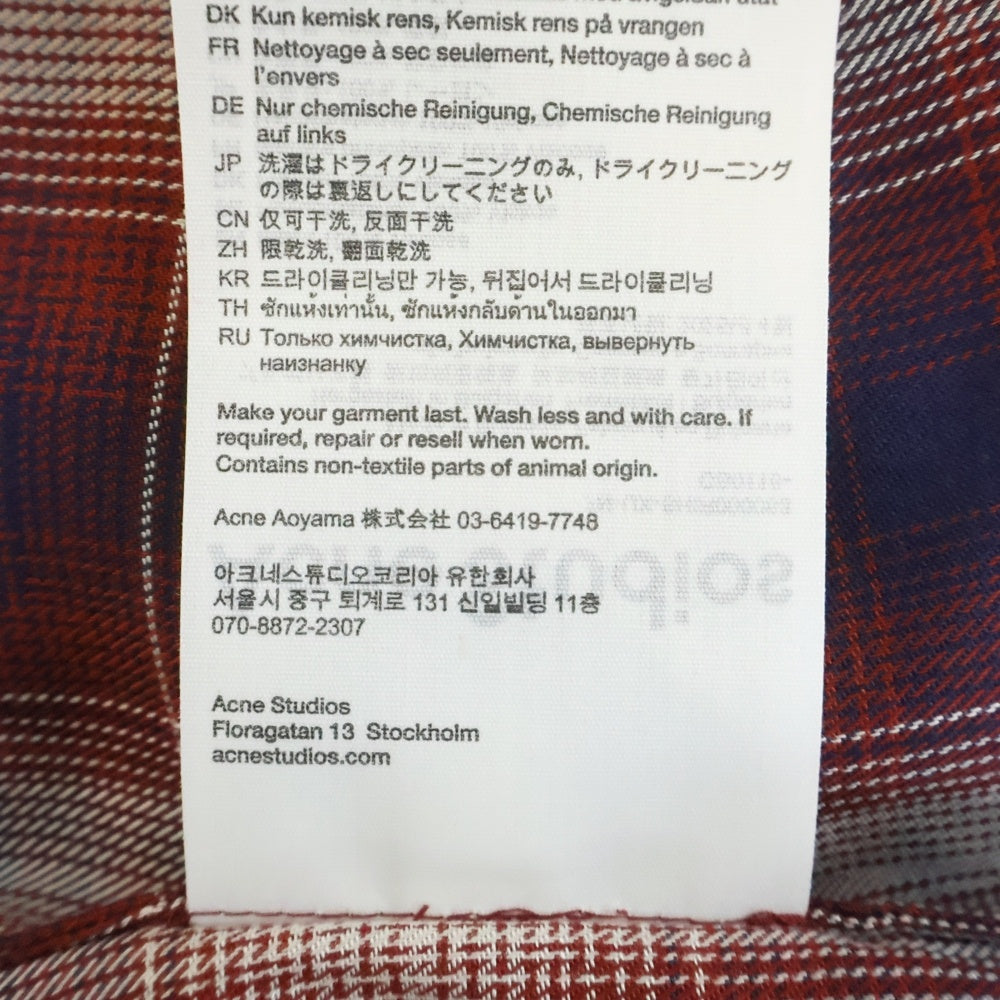 DK Kun kemisk rens, Kemisk rens på vrangen
FR Nettoyage à sec seulement, Nettoyage à sec à
l'envers
DE Nur chemische Reinigung, Chemische Reinigung
auf links
JP 洗濯はドライクリーニングのみ, ドライクリーニング
の際は裏返しにしてください
CN 仅可干洗, 反面干洗
ZH 限乾洗, 翻面乾洗
KR 드라이클리닝만 가능, 뒤집어서 드라이클리닝
TH ซักแห้งเท่านั้น, ซักแห้งกลับด้านในออกมา
RU Только химчистка, Химчистка, вывернуть
наизнанку
Make your garment last. Wash less and with care. If
required, repair or resell when worn.
Contains non-textile parts of animal origin.
Acne Aoyama 株式会社 03-6419-7748
아크네스튜디오코리아 유한회사
서울시 중구 퇴계로 131 신일빌딩 11층
070-8872-2307
Acne Studios
Floragatan 13 Stockholm
acnestudios.com